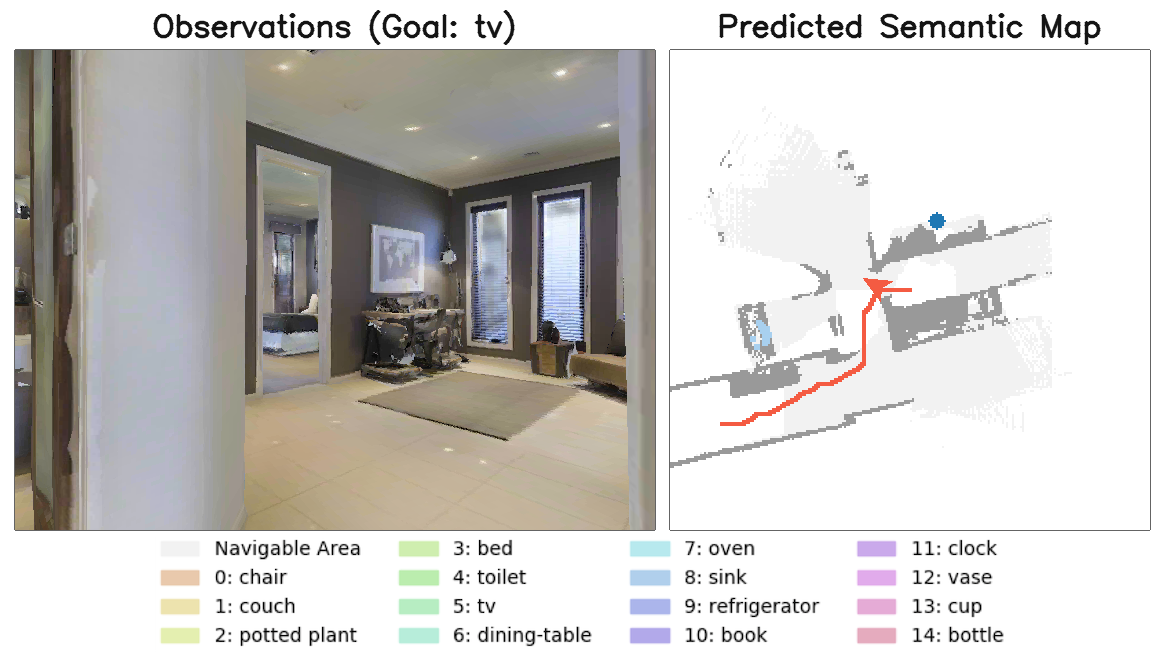 Observations (Goal: tv)
Predicted Semantic Map
Navigable Area
0: chair
1: couch
2: potted plant
3: bed
4: toilet
5: tv
6: dining-table
7: oven
8: sink
9: refrigerator
10: book
11: clock
12: vase
13: cup
14: bottle